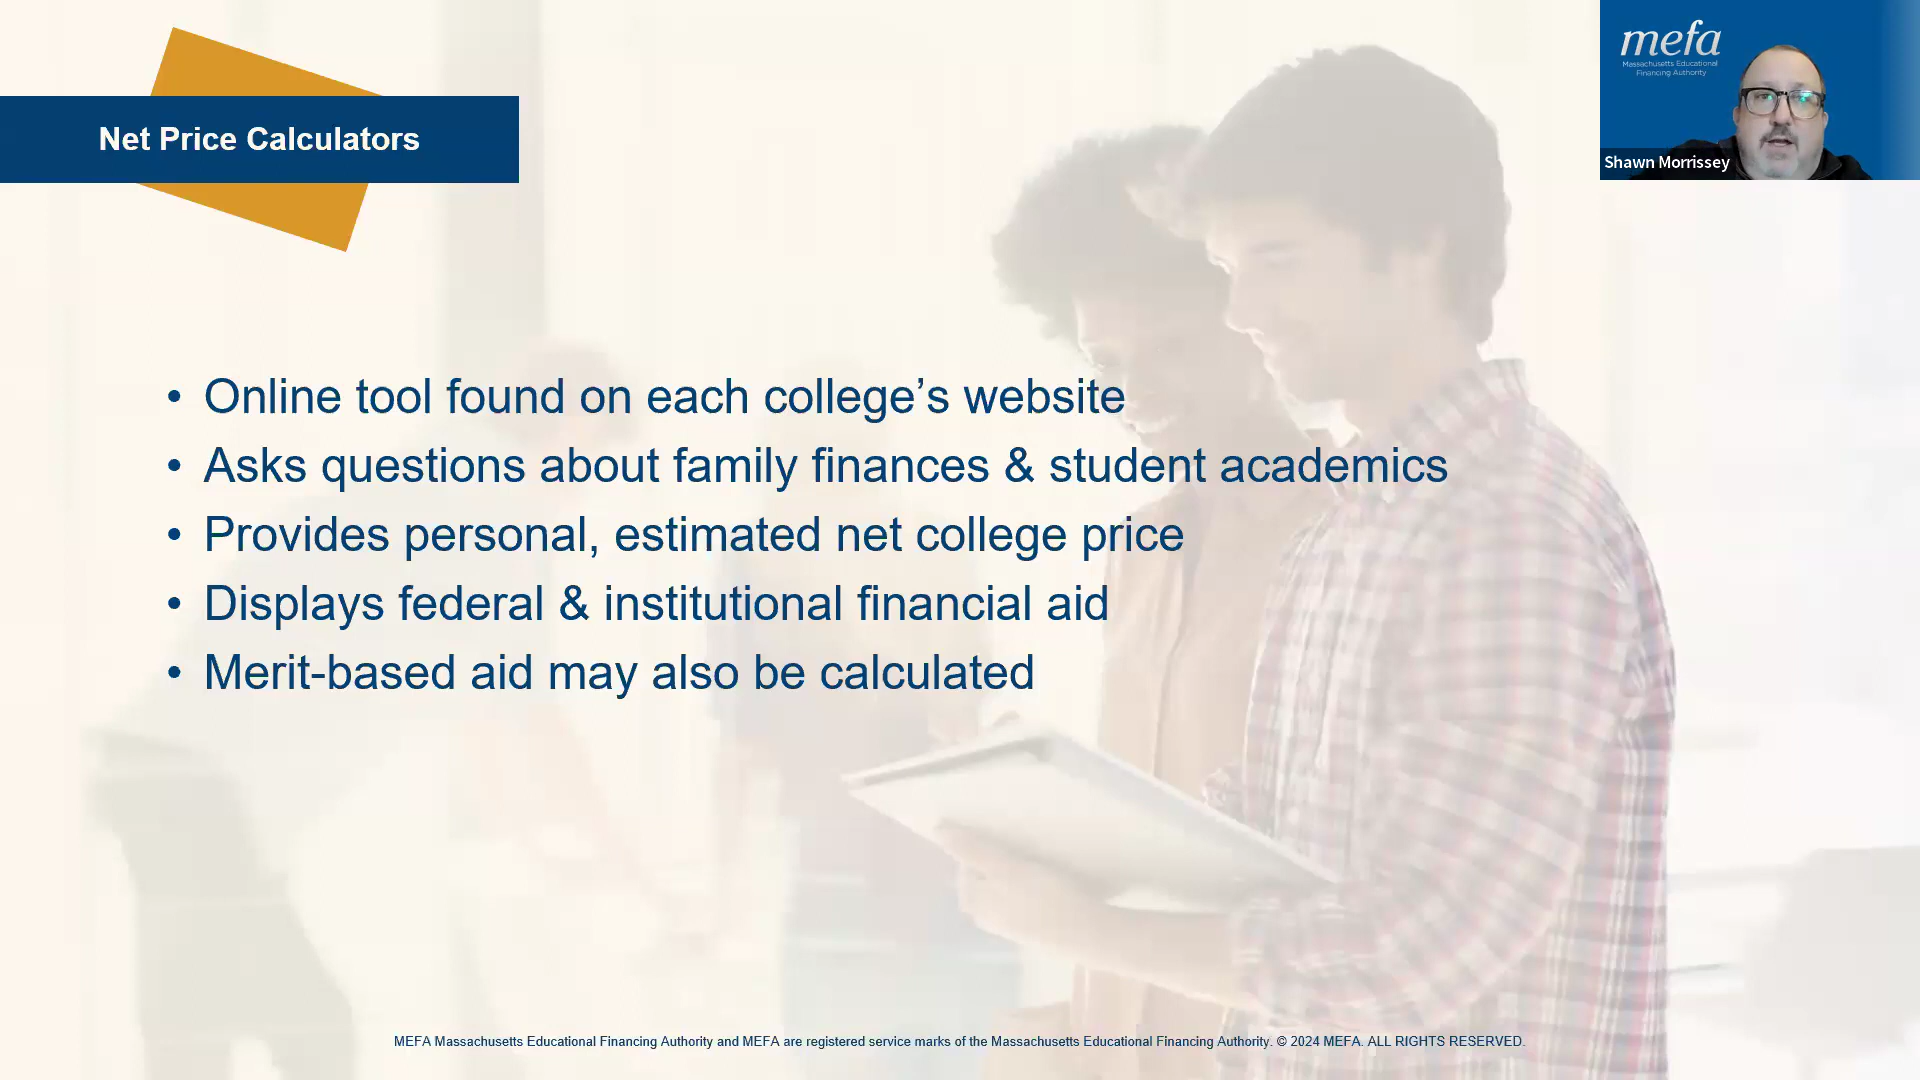 Net Price Calculators
mefa
Massachusetts Educational
Financing Authority
Shawn Morrissey
• Online tool found on each college’s website
• Asks questions about family finances & student academics
• Provides personal, estimated net college price
• Displays federal & institutional financial aid
• Merit-based aid may also be calculated
MEFA Massachusetts Educational Financing Authority and MEFA are registered service marks of the Massachusetts Educational Financing Authority. © 2024 MEFA. ALL RIGHTS RESERVED.